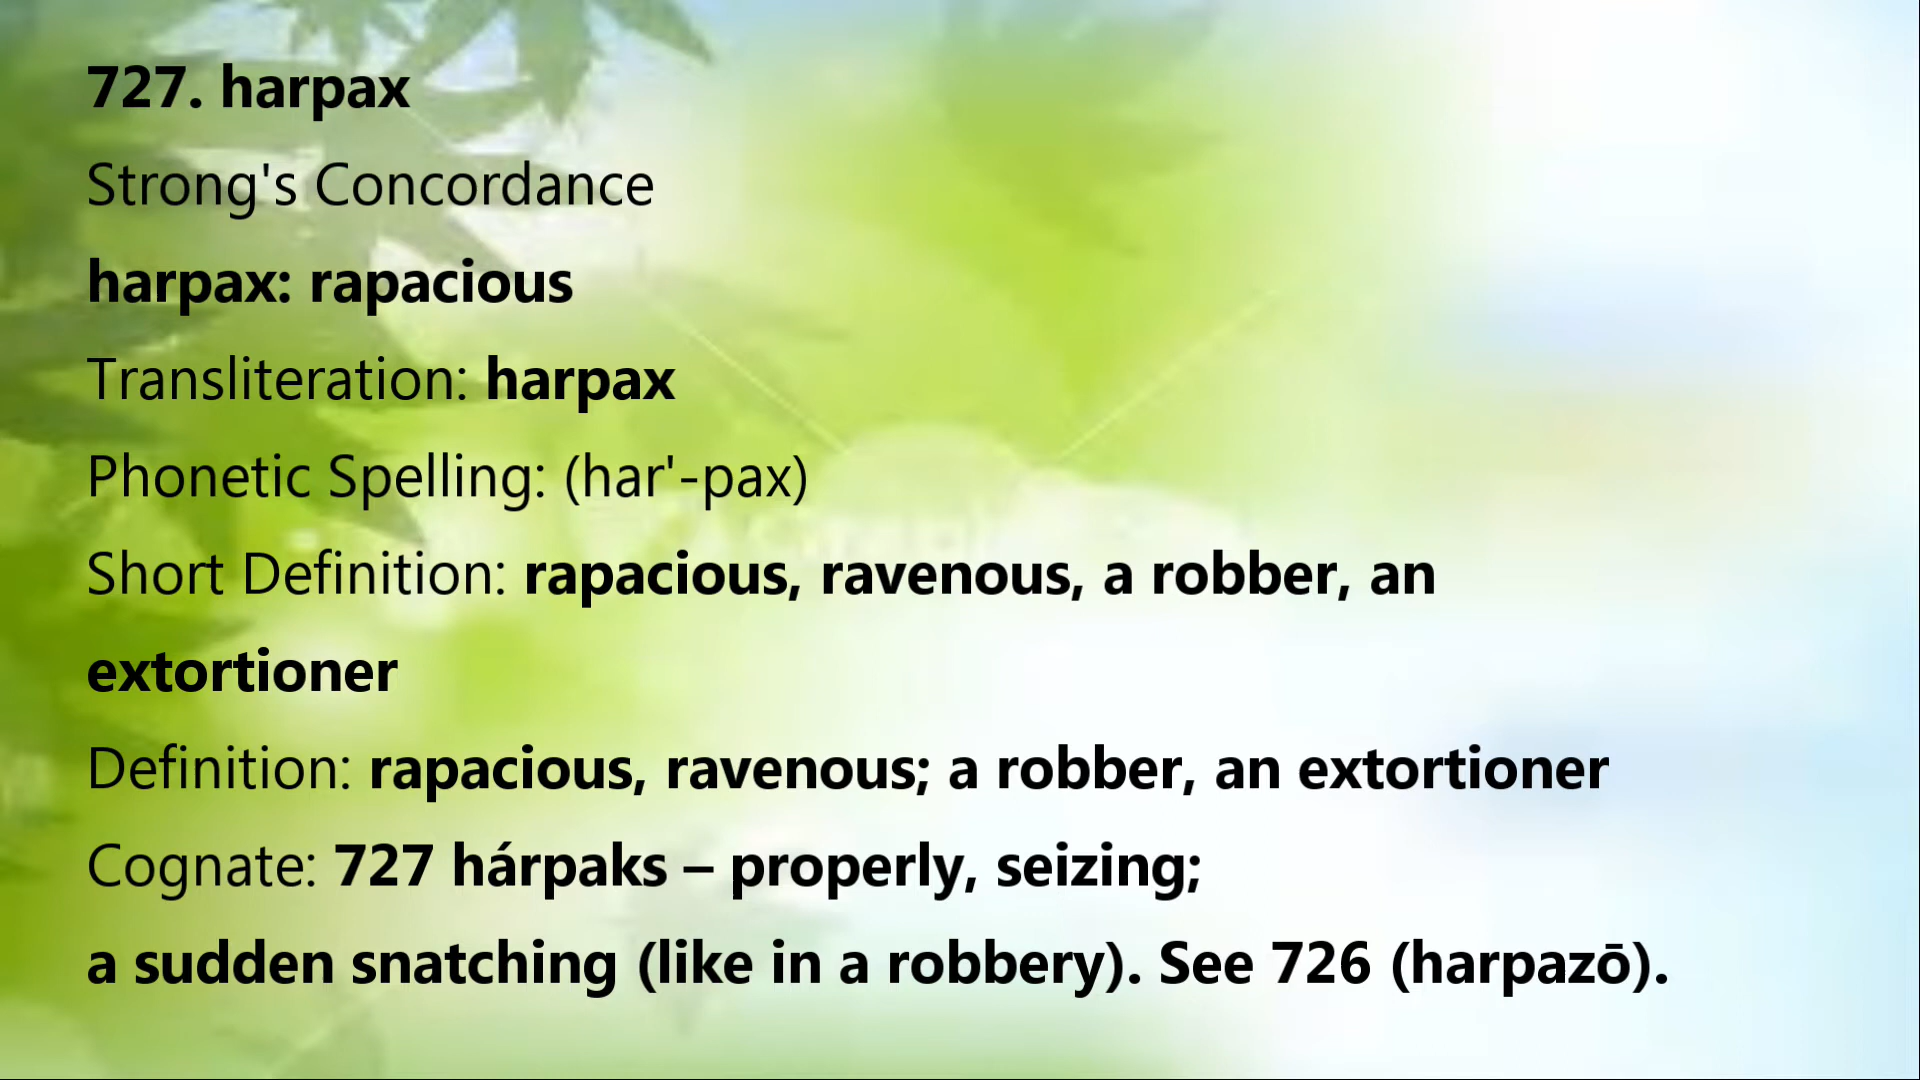 727. harpax
Strong's Concordance
harpax: rapacious
Transliteration: harpax
Phonetic Spelling: (har'-pax)
Short Definition: rapacious, ravenous, a robber, an
extortioner
Definition: rapacious, ravenous; a robber, an extortioner
Cognate: 727 hárpaks – properly, seizing;
a sudden snatching (like in a robbery). See 726 (harpazō).